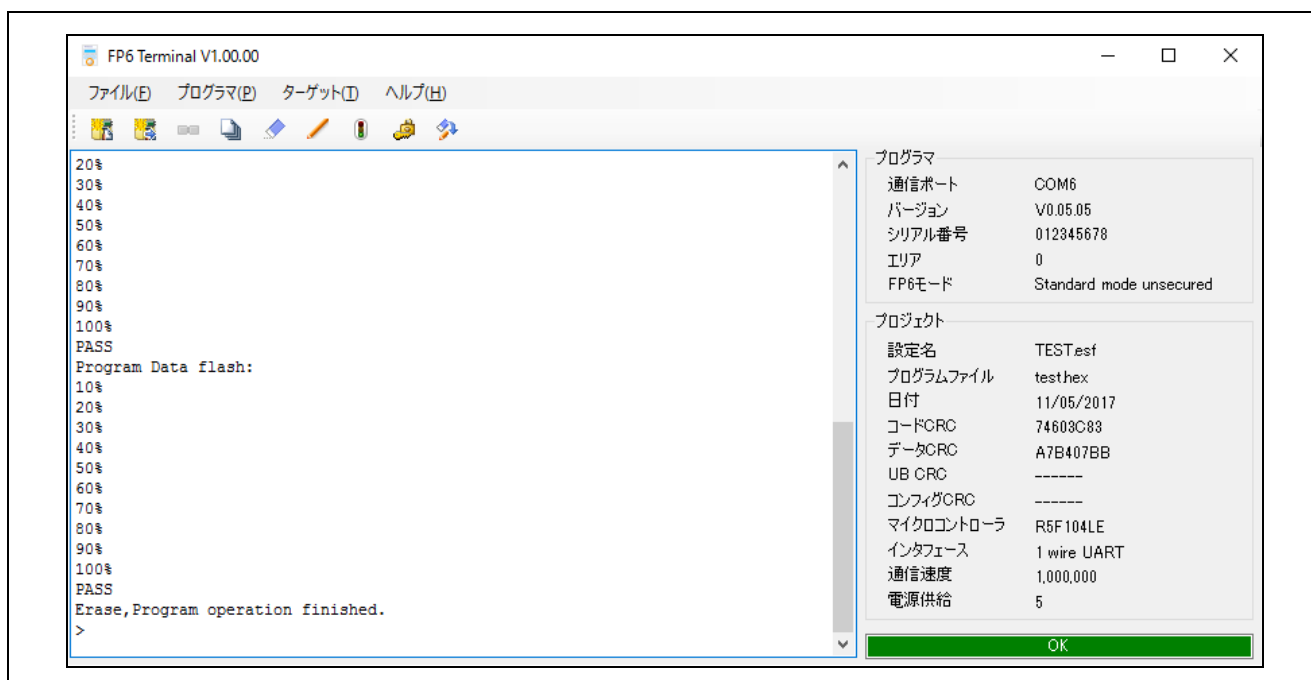 FP6 Terminal V1.00.00
ファイル(F) プログラマ(P) ターゲット(T) ヘルプ(H)
20%
30%
40%
50%
60%
70%
80%
90%
100%
PASS
Program Data flash:
10%
20%
30%
40%
50%
60%
70%
80%
90%
100%
PASS
Erase,Program operation finished.
>
プログラマ
通信ポート COM6
バージョン V0.05.05
シリアル番号 012345678
エリア 0
FP6モード Standard mode unsecured
プロジェクト
設定名 TEST.esf
プログラムファイル test.hex
日付 11/05/2017
コードCRC 74603C83
データCRC A7B407BB
UB CRC ------
コンフィグCRC ------
マイクロコントローラ R5F104LE
インタフェース 1 wire UART
通信速度 1,000,000
電源供給 5
OK